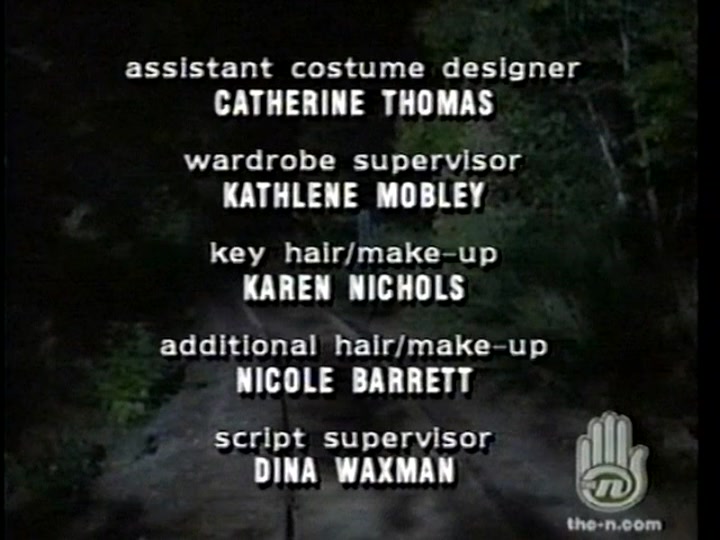 assistant costume designer
CATHERINE THOMAS
wardrobe supervisor
KATHLENE MOBLEY
key hair/make-up
KAREN NICHOLS
additional hair/make-up
NICOLE BARRETT
script supervisor
DINA WAXMAN
the n
the-n.com